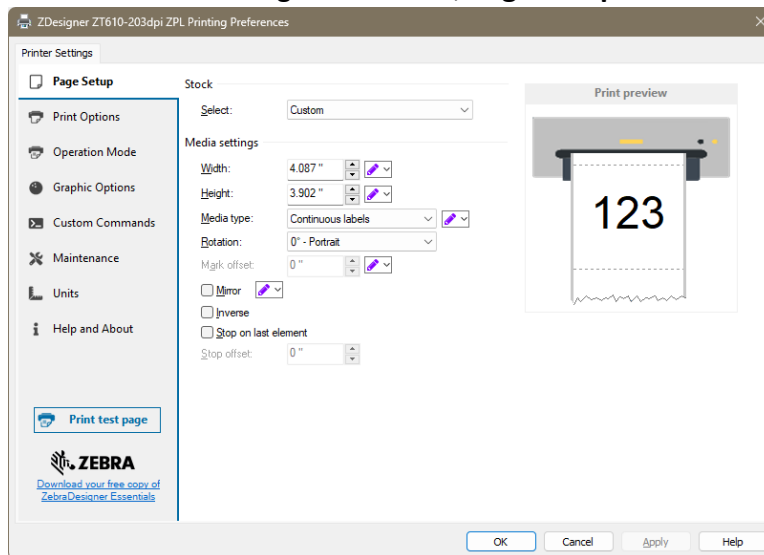 ZDesigner ZT610-203dpi ZPL Printing Preferences
Printer Settings
Page Setup
Print Options
Operation Mode
Graphic Options
Custom Commands
Maintenance
Units
Help and About
Print test page
ZEBRA
Download your free copy of
ZebraDesigner Essentials
Stock
Select: Custom
Media settings
Width: 4.087 "
Height: 3.902 "
Media type: Continuous labels
Rotation: 0° - Portrait
Mark offset: 0 "
Mirror
Inverse
Stop on last element
Stop offset: 0 "
Print preview
123
OK Cancel Apply Help